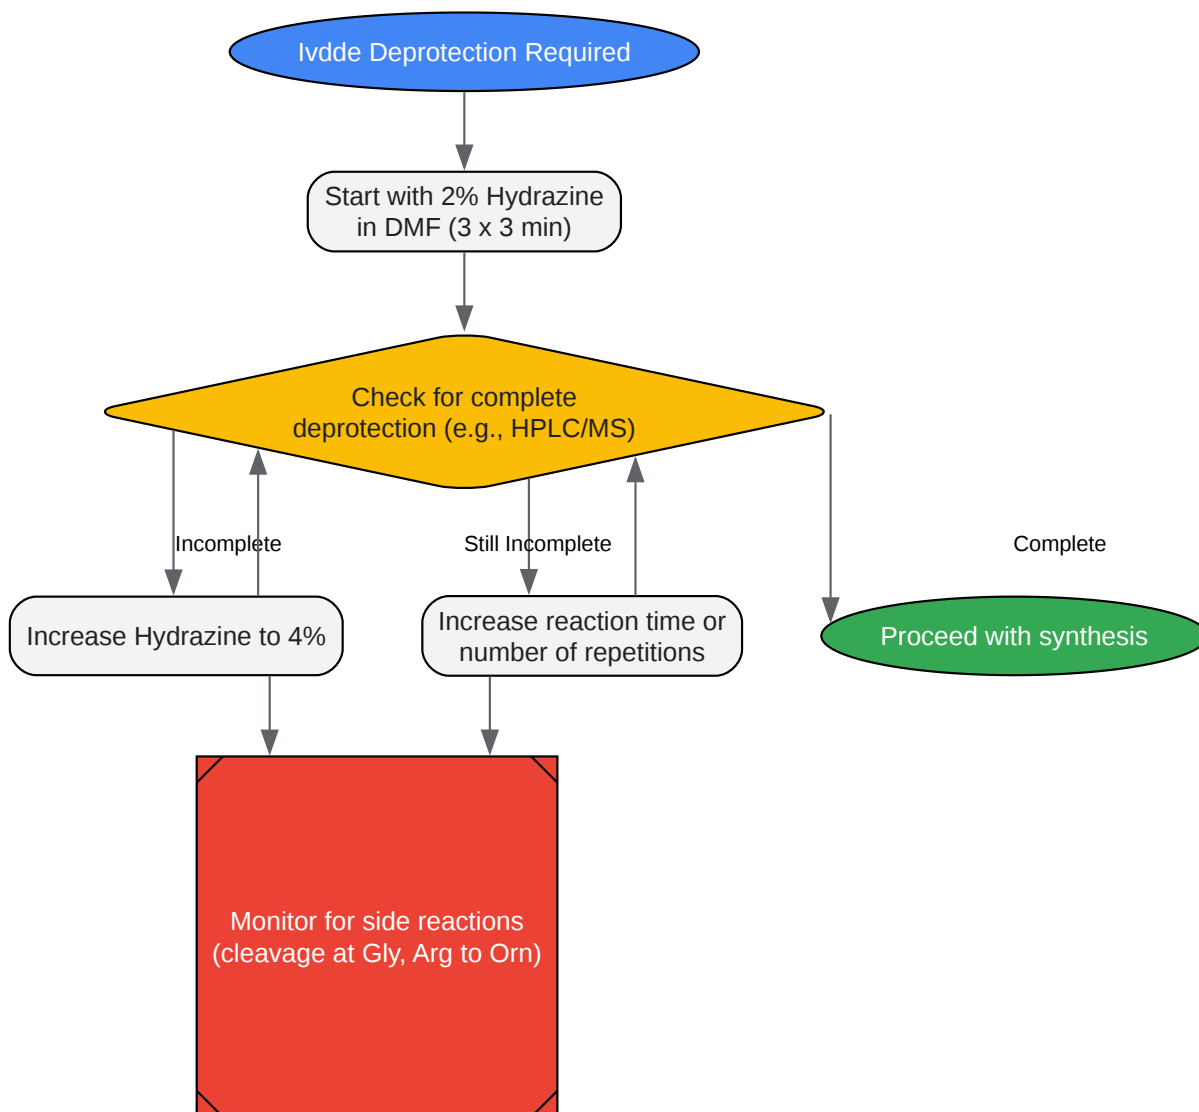 Ivdde Deprotection Required
Start with 2% Hydrazine
in DMF (3 x 3 min)
Check for complete
deprotection (e.g., HPLC/MS)
Incomplete
Still Incomplete
Complete
Increase Hydrazine to 4%
Increase reaction time or
number of repetitions
Proceed with synthesis
Monitor for side reactions
(cleavage at Gly, Arg to Orn)